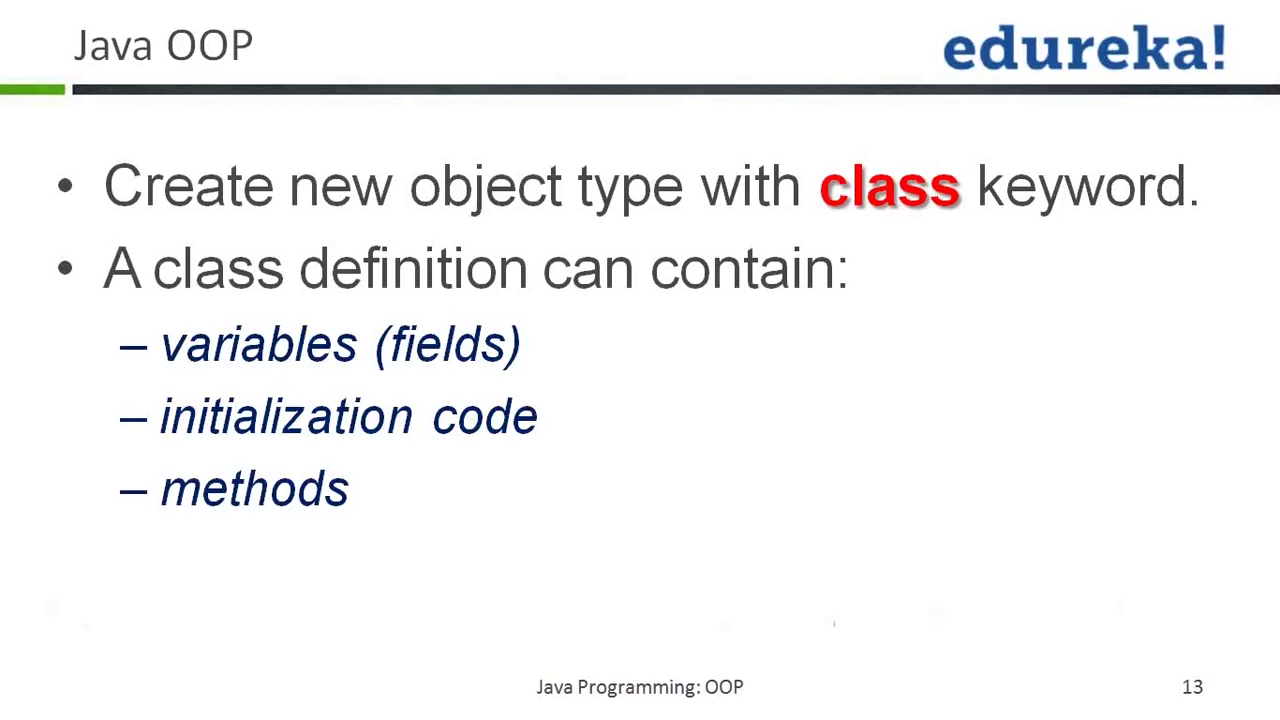 Java OOP
edureka!
• Create new object type with class keyword.
• A class definition can contain:
– variables (fields)
– initialization code
– methods
Java Programming: OOP
13